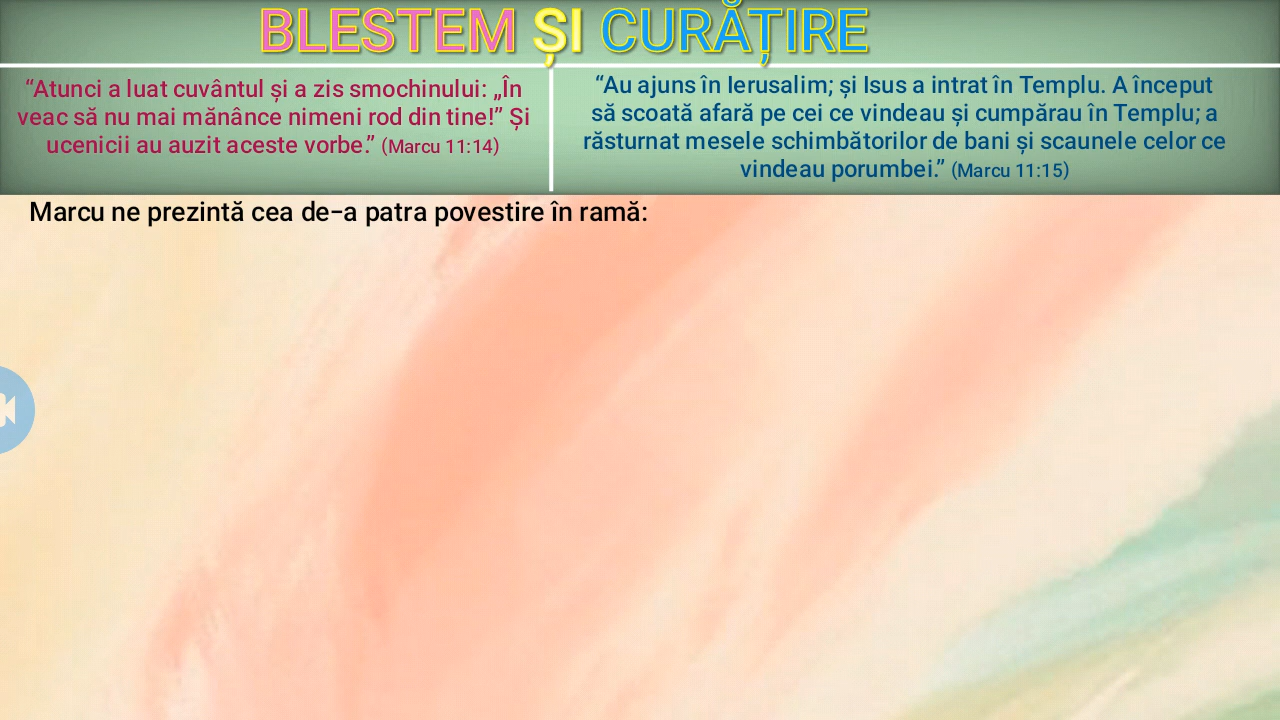 BLESTEM ȘI CURĂȚIRE
“Atunci a luat cuvântul și a zis smochinului: „În
veac să nu mai mănânce nimeni rod din tine!” Și
ucenicii au auzit aceste vorbe.” (Marcu 11:14)
“Au ajuns în Ierusalim; și Isus a intrat în Templu. A început
să scoată afară pe cei ce vindeau și cumpărau în Templu; a
răsturnat mesele schimbătorilor de bani și scaunele celor ce
vindeau porumbei.” (Marcu 11:15)
Marcu ne prezintă cea de-a patra povestire în ramă: